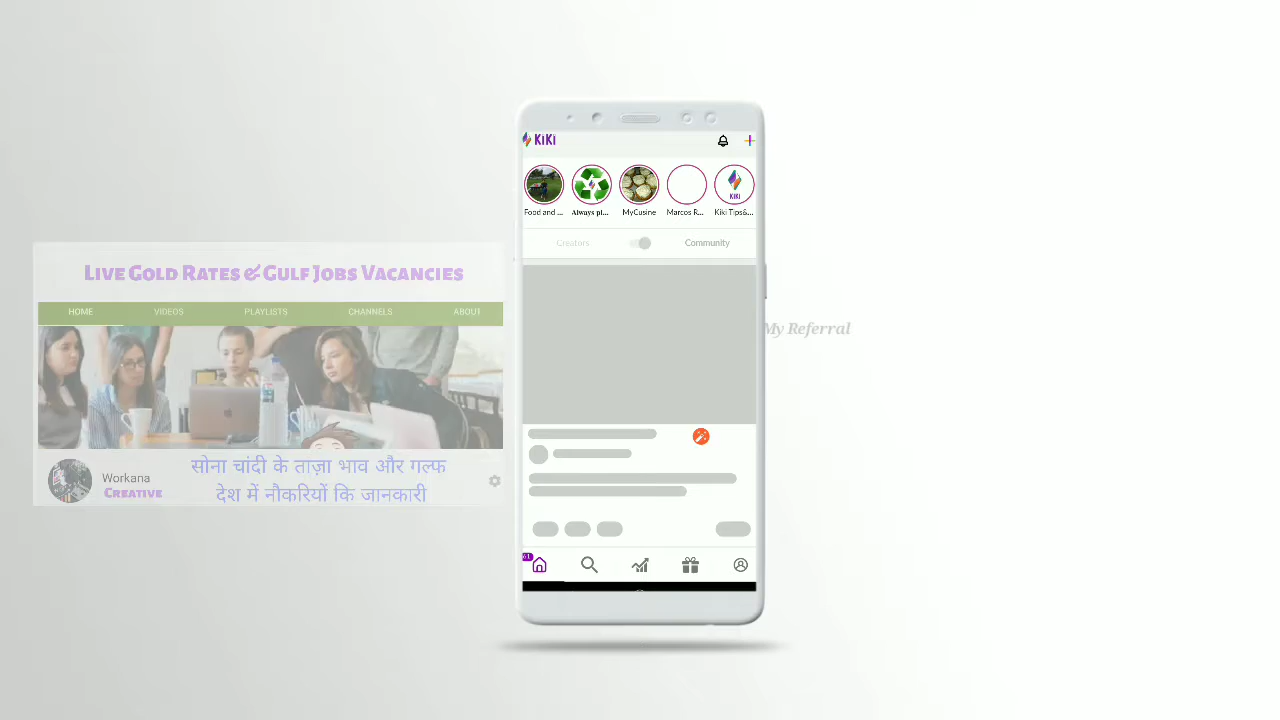 Live Gold Rates & Gulf Jobs Vacancies
HOME VIDEOS PLAYLISTS CHANNELS ABOUT
Workana
Creative
सोना चांदी के ताज़ा भाव और गल्फ
देश में नौकरियों कि जानकारी
KiKi
KiKi
Food and ... Always pl... MyCusine Marcos R... Kiki Tips&...
Creators Community
My Referral